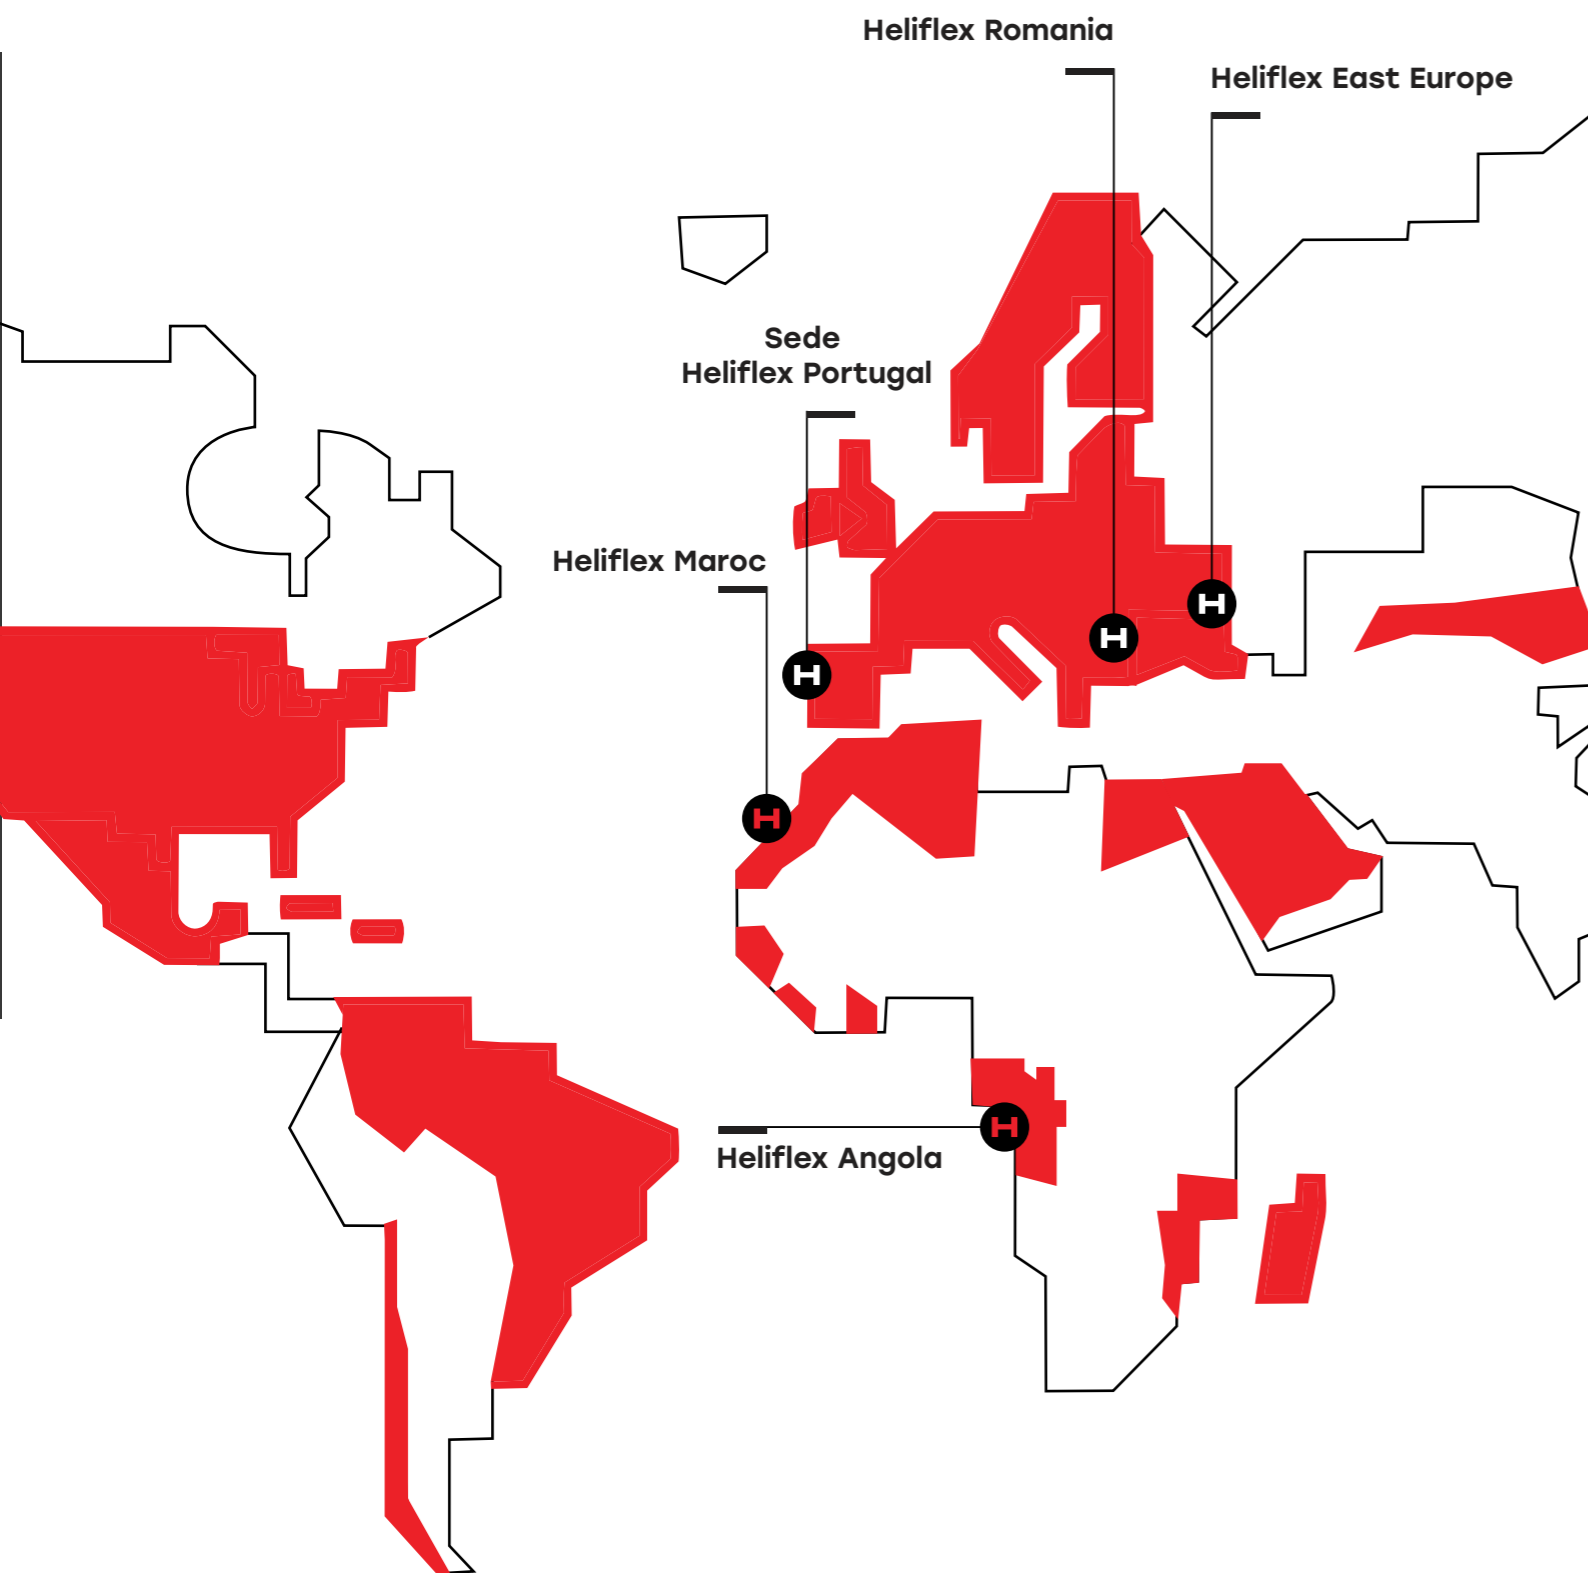 Heliflex Romania
Heliflex East Europe
Sede
Heliflex Portugal
Heliflex Maroc
H
H
H
H
H
Heliflex Angola